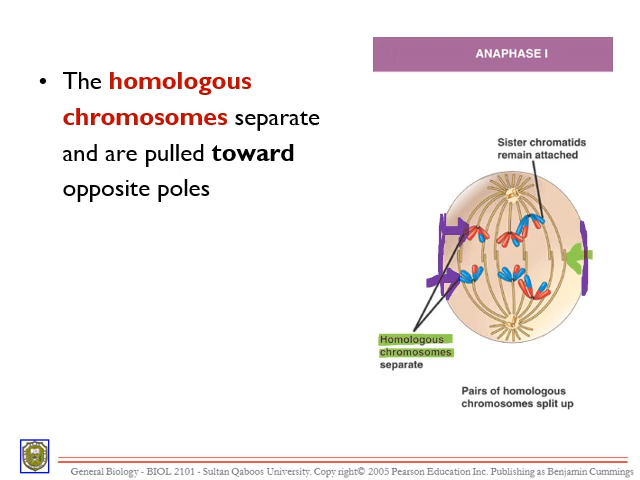 ANAPHASE I
• The homologous
chromosomes separate
and are pulled toward
opposite poles
Sister chromatids
remain attached
Homologous
chromosomes
separate
Pairs of homologous
chromosomes split up
General Biology - BIOL 2101 - Sultan Qaboos University. Copy right© 2005 Pearson Education Inc. Publishing as Benjamin Cummings